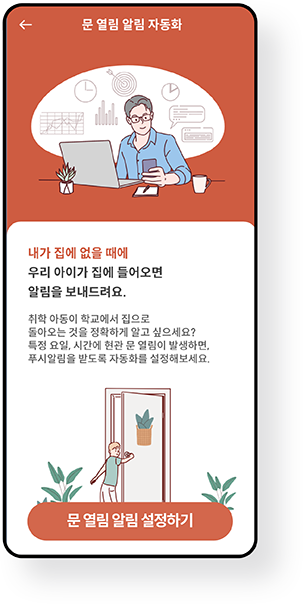 문 열림 알림 자동화
내가 집에 없을 때에
우리 아이가 집에 들어오면
알림을 보내드려요.
취학 아동이 학교에서 집으로
돌아오는 것을 정확하게 알고 싶으세요?
특정 요일, 시간에 현관 문 열림이 발생하면,
푸시알림을 받도록 자동화를 설정해보세요.
문 열림 알림 설정하기